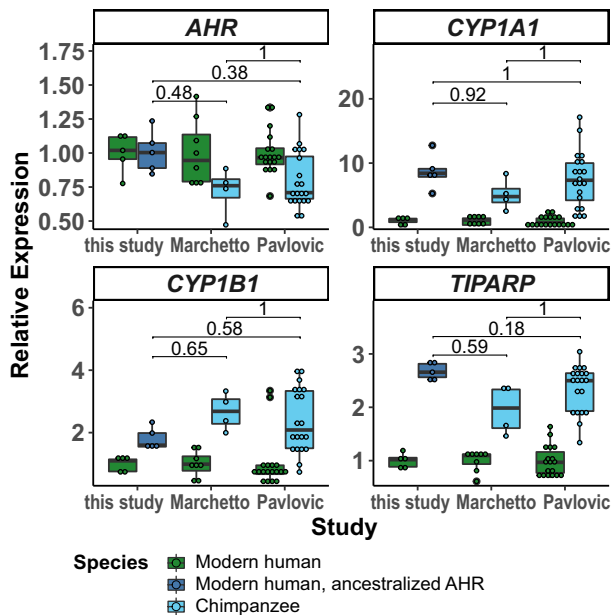 AHR
CYP1A1
Relative Expression
1.75
1.50
1.25
1.00
0.75
0.50
1
0.38
0.48
20
10
0
1
1
0.92
this study Marchetto Pavlovic
this study Marchetto Pavlovic
CYP1B1
TIPARP
6
4
2
1
0.58
0.65
3
2
1
1
0.18
0.59
this study Marchetto Pavlovic
this study Marchetto Pavlovic
Study
Species
Modern human
Modern human, ancestralized AHR
Chimpanzee